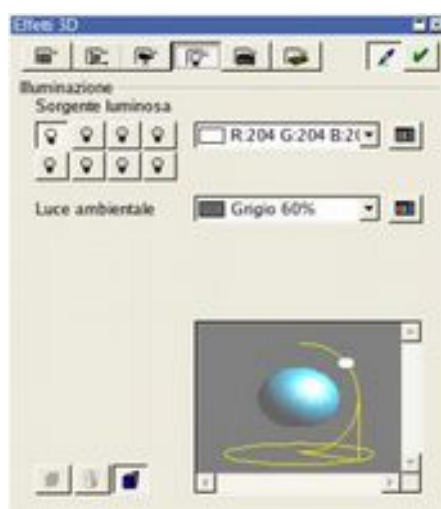 Effetti 3D
Illuminazione
Sorgente luminosa
R:204 G:204 B:2
Luce ambientale
Grigio 60%